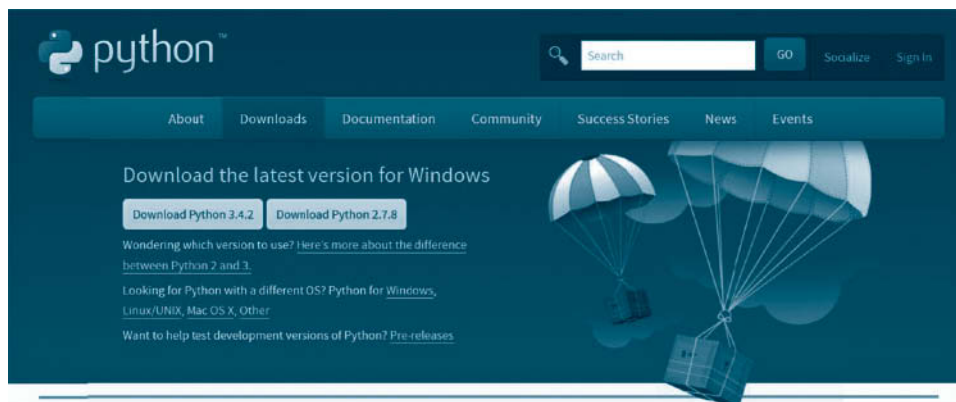 python™
Search GO Socialize Sign In
About Downloads Documentation Community Success Stories News Events
Download the latest version for Windows
Download Python 3.4.2 Download Python 2.7.8
Wondering which version to use? Here's more about the difference
between Python 2 and 3.
Looking for Python with a different OS? Python for Windows,
Linux/UNIX, Mac OS X, Other
Want to help test development versions of Python? Pre-releases